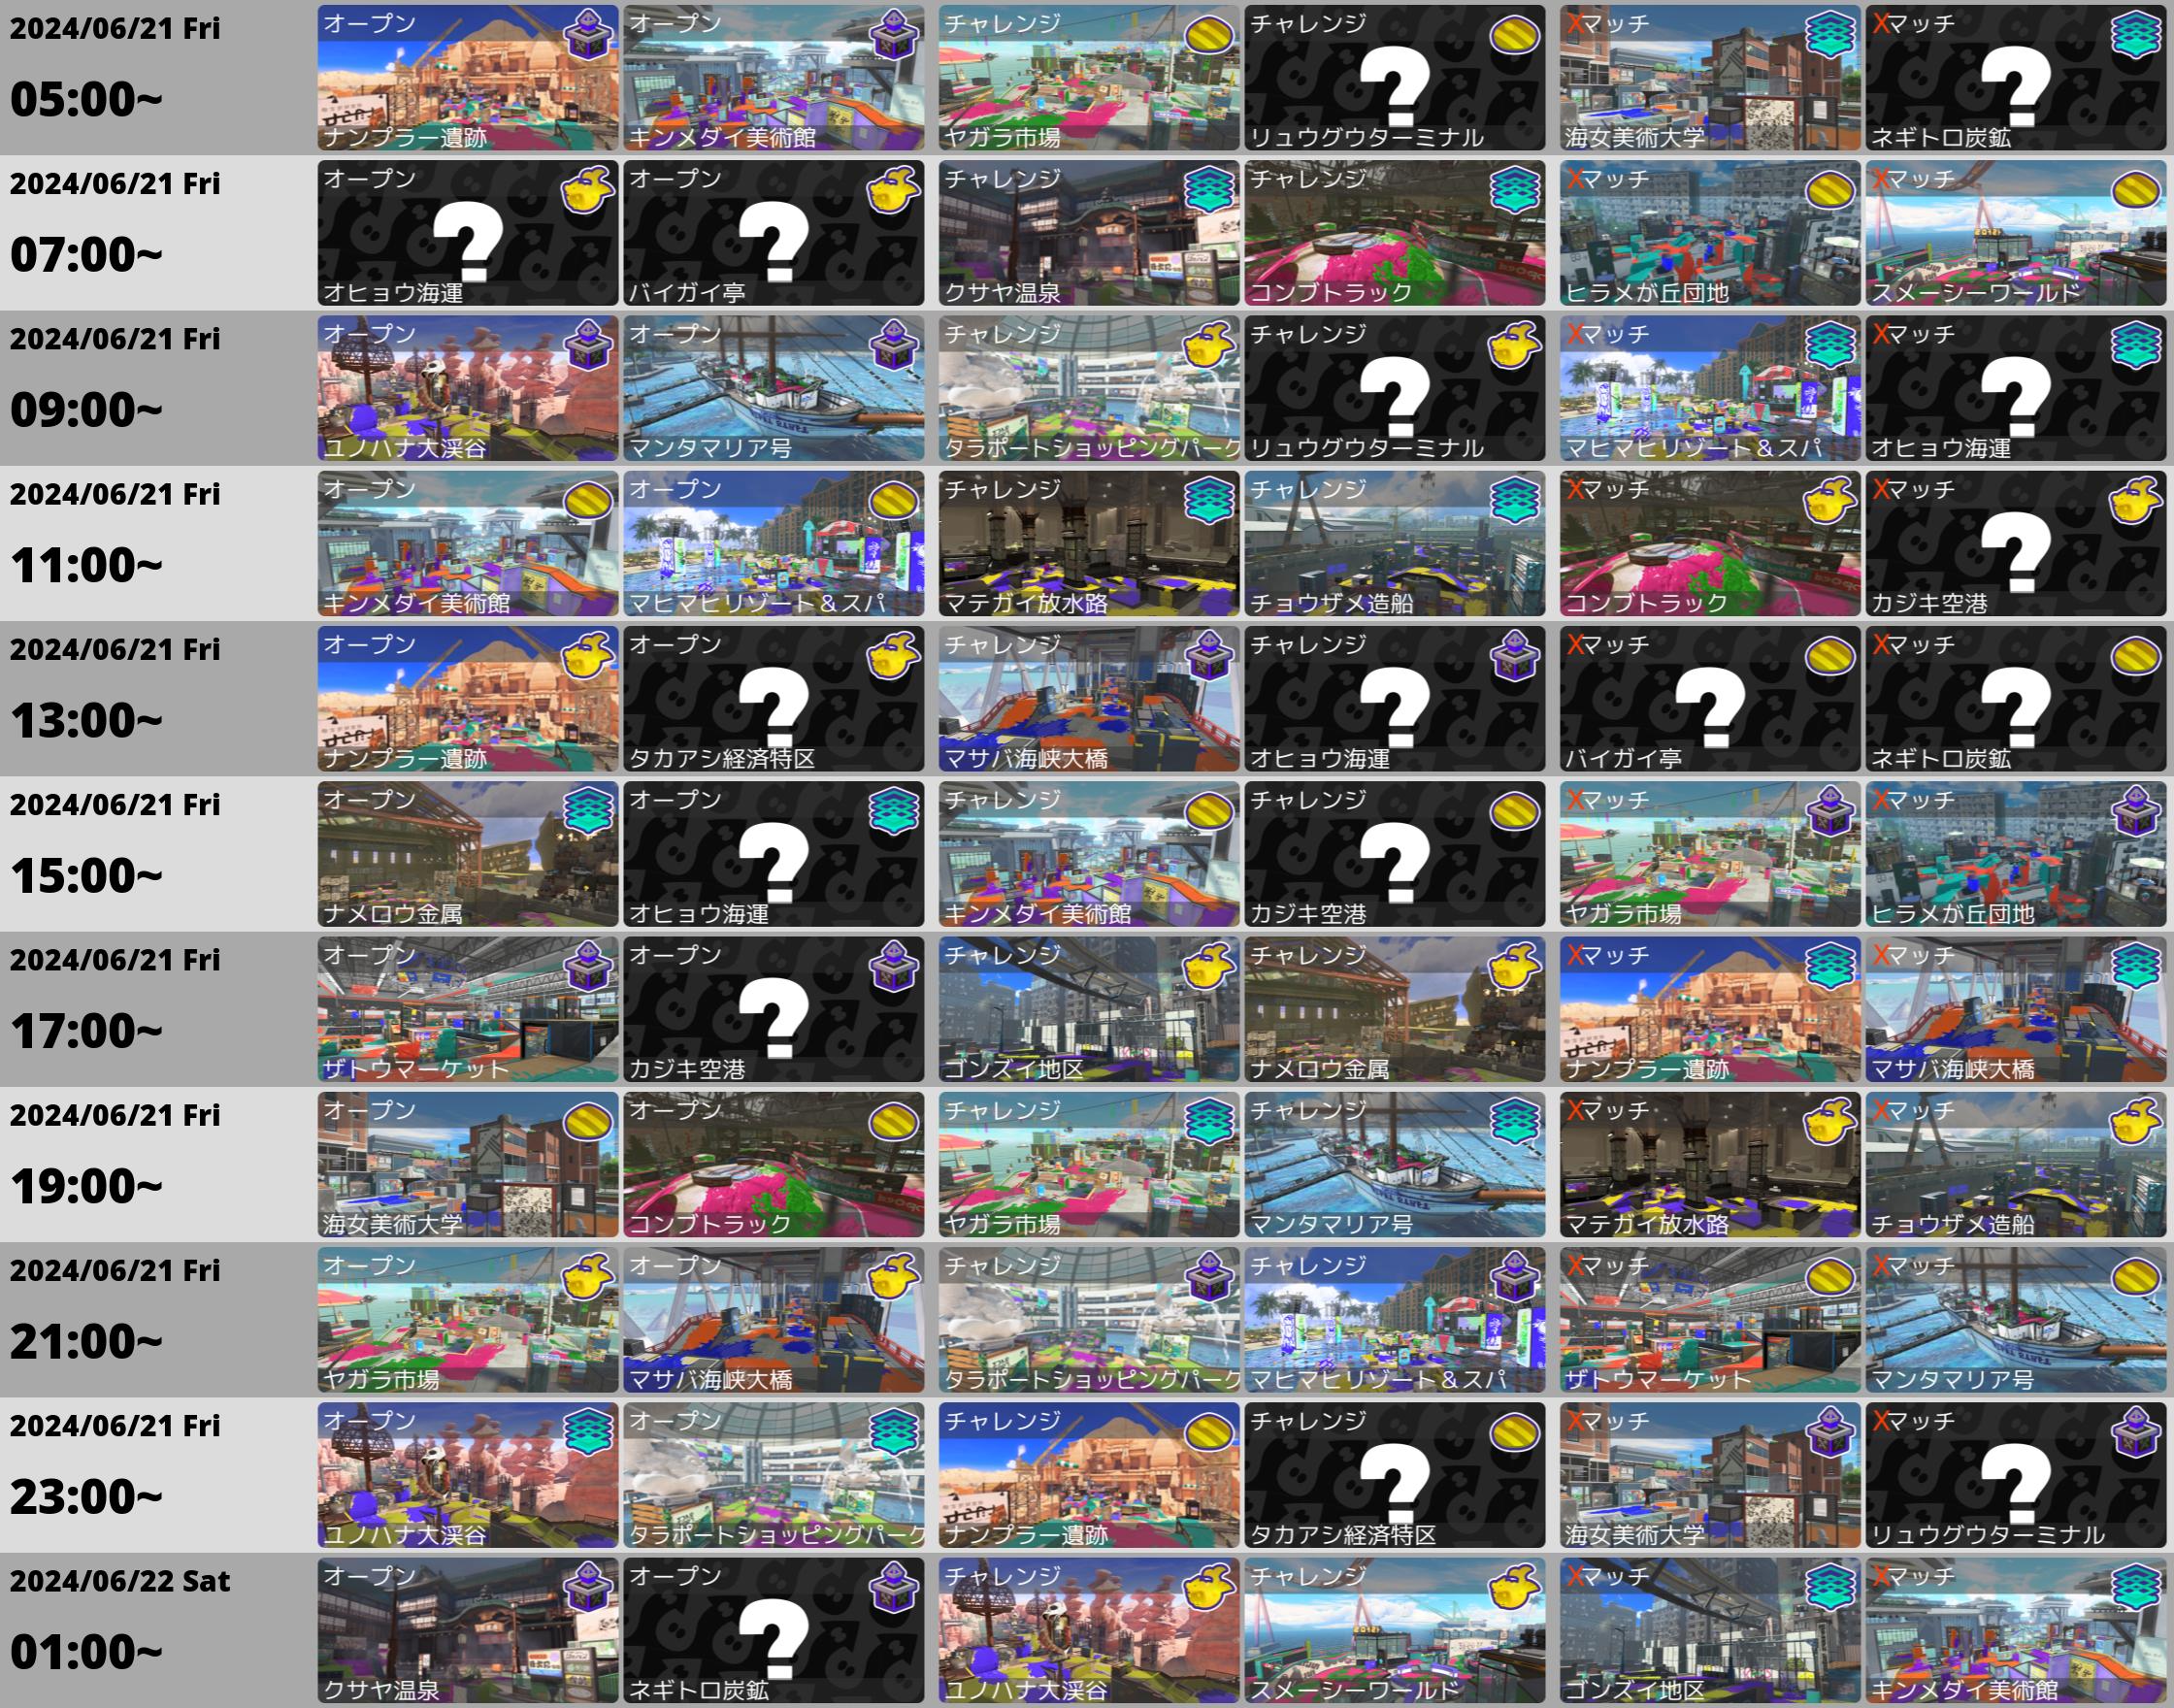 2024/06/21 Fri
05:00~
オープン
ナンプラー遺跡
オープン
キンメダイ美術館
チャレンジ
ヤガラ市場
チャレンジ
?
リュウグウターミナル
Xマッチ
海女美術大学
Xマッチ
?
ネギトロ炭鉱
2024/06/21 Fri
07:00~
オープン
?
オヒョウ海運
オープン
?
バイガイ亭
チャレンジ
クサヤ温泉
チャレンジ
コンブトラック
Xマッチ
ヒラメが丘団地
Xマッチ
スメーシーワールド
2024/06/21 Fri
09:00~
オープン
ユノハナ大渓谷
オープン
マンタマリア号
チャレンジ
タラポートショッピングパーク
チャレンジ
?
リュウグウターミナル
Xマッチ
マヒマヒリゾート＆スパ
Xマッチ
?
オヒョウ海運
2024/06/21 Fri
11:00~
オープン
キンメダイ美術館
オープン
マヒマヒリゾート＆スパ
チャレンジ
マテガイ放水路
チャレンジ
チョウザメ造船
Xマッチ
コンブトラック
Xマッチ
?
カジキ空港
2024/06/21 Fri
13:00~
オープン
ナンプラー遺跡
オープン
?
タカアシ経済特区
チャレンジ
マサバ海峡大橋
チャレンジ
?
オヒョウ海運
Xマッチ
?
バイガイ亭
Xマッチ
?
ネギトロ炭鉱
2024/06/21 Fri
15:00~
オープン
ナメロウ金属
オープン
?
オヒョウ海運
チャレンジ
キンメダイ美術館
チャレンジ
?
カジキ空港
Xマッチ
ヤガラ市場
Xマッチ
ヒラメが丘団地
2024/06/21 Fri
17:00~
オープン
ザトウマーケット
オープン
?
カジキ空港
チャレンジ
ゴンズイ地区
チャレンジ
ナメロウ金属
Xマッチ
ナンプラー遺跡
Xマッチ
マサバ海峡大橋
2024/06/21 Fri
19:00~
オープン
海女美術大学
オープン
コンブトラック
チャレンジ
ヤガラ市場
チャレンジ
マンタマリア号
Xマッチ
マテガイ放水路
Xマッチ
チョウザメ造船
2024/06/21 Fri
21:00~
オープン
ヤガラ市場
オープン
マサバ海峡大橋
チャレンジ
タラポートショッピングパーク
チャレンジ
マヒマヒリゾート＆スパ
Xマッチ
ザトウマーケット
Xマッチ
マンタマリア号
2024/06/21 Fri
23:00~
オープン
ユノハナ大渓谷
オープン
タラポートショッピングパーク
チャレンジ
ナンプラー遺跡
チャレンジ
?
タカアシ経済特区
Xマッチ
海女美術大学
Xマッチ
?
リュウグウターミナル
2024/06/22 Sat
01:00~
オープン
クサヤ温泉
オープン
?
ネギトロ炭鉱
チャレンジ
ユノハナ大渓谷
チャレンジ
スメーシーワールド
Xマッチ
ゴンズイ地区
Xマッチ
キンメダイ美術館